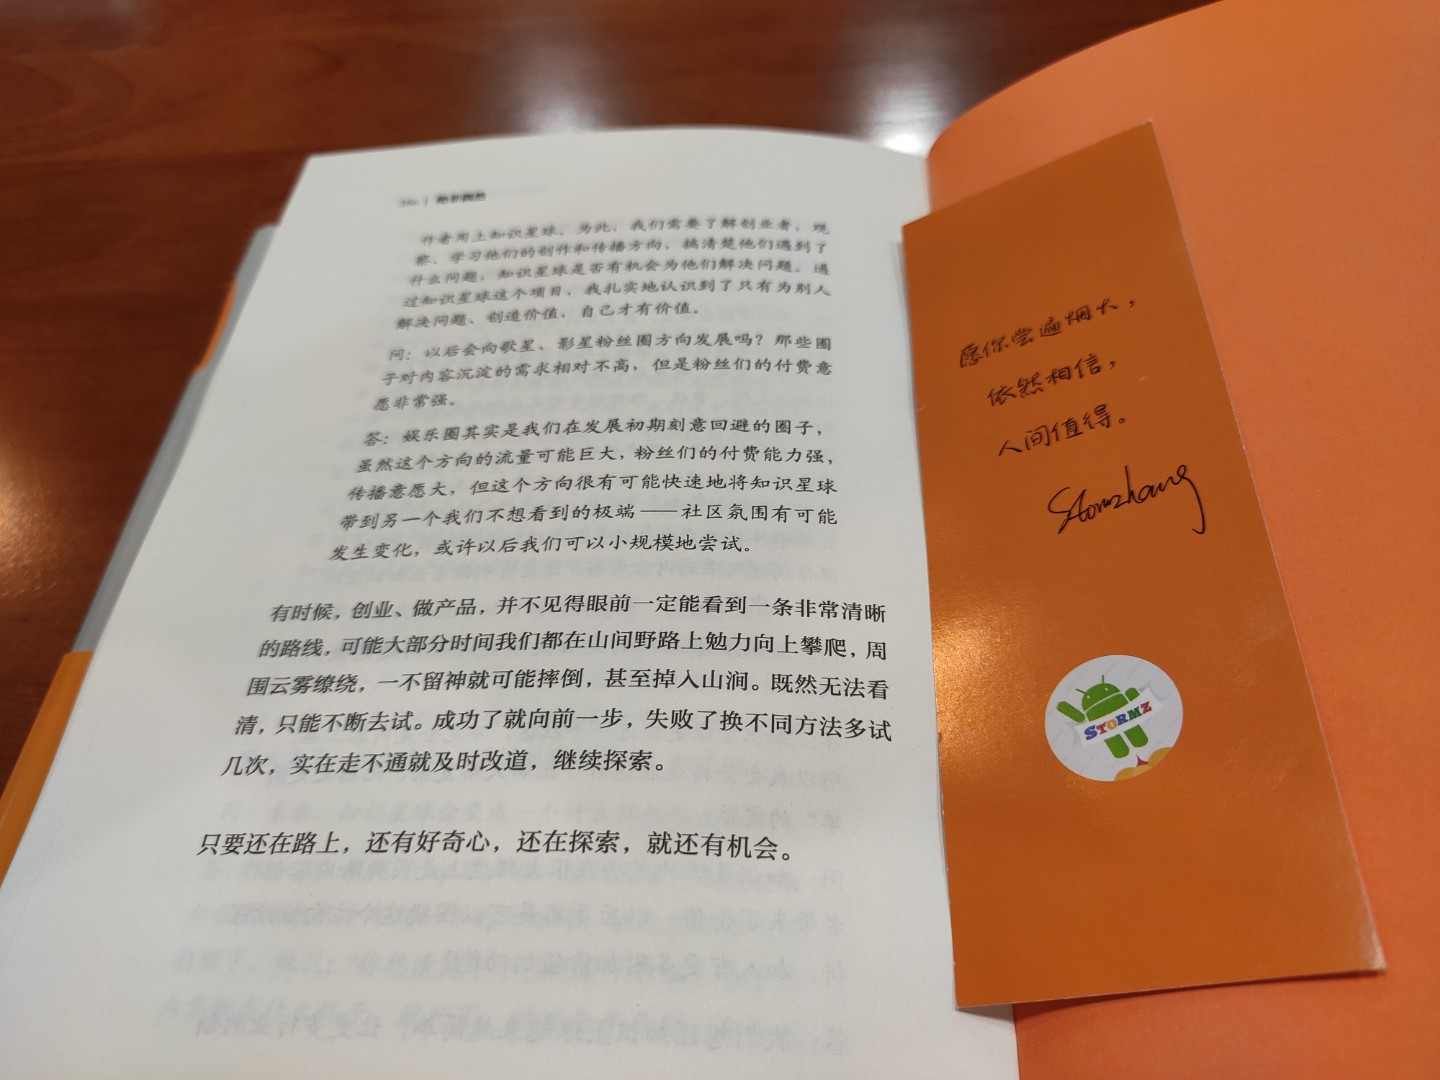 作者用上知识星球。为此，我们需要了解创业者，观
察、学习他们的创作和传播方向，搞清楚他们遇到了
什么问题，知识星球是否有机会为他们解决问题。通
过知识星球这个项目，我扎实地认识到了只有为别人
解决问题、创造价值，自己才有价值。
问：以后会向歌星、影星粉丝圈方向发展吗？那些圈
子对内容沉淀的需求相对不高，但是粉丝们的付费意
愿非常强。
答：娱乐圈其实是我们在发展初期刻意回避的圈子，
虽然这个方向的流量可能巨大，粉丝们的付费能力强，
传播意愿大，但这个方向很有可能快速地将知识星球
带到另一个我们不想看到的极端——社区氛围有可能
发生变化，或许以后我们可以小规模地尝试。
有时候，创业、做产品，并不见得眼前一定能看到一条非常清晰
的路线，可能大部分时间我们都在山间野路上勉力向上攀爬，周
围云雾缭绕，一不留神就可能摔倒，甚至掉入山涧。既然无法看
清，只能不断去试。成功了就向前一步，失败了换不同方法多试
几次，实在走不通就及时改道，继续探索。
只要还在路上，还有好奇心，还在探索，就还有机会。
愿你尝遍烟火，
依然相信，
人间值得。
Stormzhang
STORMZ